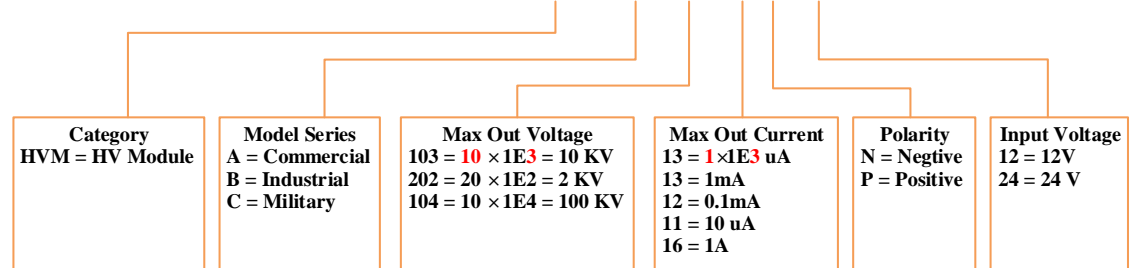 Category
HVM = HV Module
Model Series
A = Commercial
B = Industrial
C = Military
Max Out Voltage
103 = 10 × 1E3 = 10 KV
202 = 20 × 1E2 = 2 KV
104 = 10 × 1E4 = 100 KV
Max Out Current
13 = 1×1E3 uA
13 = 1mA
12 = 0.1mA
11 = 10 uA
16 = 1A
Polarity
N = Negtive
P = Positive
Input Voltage
12 = 12V
24 = 24 V